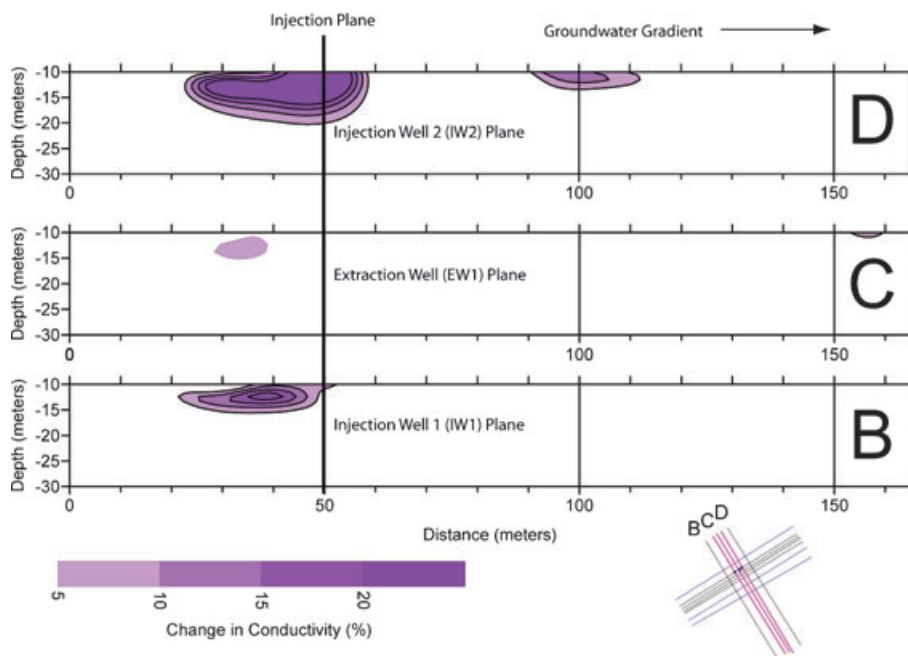 Injection Plane
Groundwater Gradient
Depth (meters)
-10
-15
-20
-25
-30
Injection Well 2 (IW2) Plane
D
0
100
150
Depth (meters)
-10
-15
-20
-25
-30
Extraction Well (EW1) Plane
C
0
100
150
Depth (meters)
-10
-15
-20
-25
-30
Injection Well 1 (IW1) Plane
B
0
50
100
150
Distance (meters)
BCD
5
10
15
20
Change in Conductivity (%)